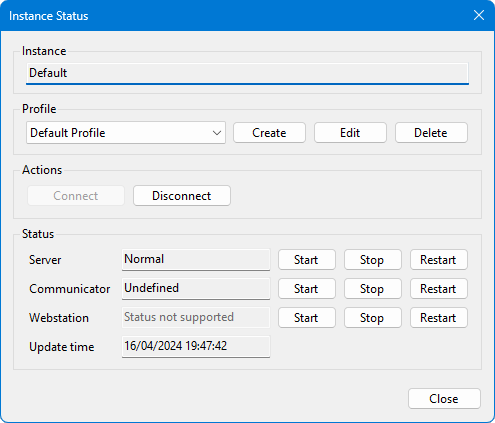 Instance Status
Instance
Default
Profile
Default Profile Create Edit Delete
Actions
Connect Disconnect
Status
Server Normal Start Stop Restart
Communicator Undefined Start Stop Restart
Webstation Status not supported Start Stop Restart
Update time 16/04/2024 19:47:42
Close